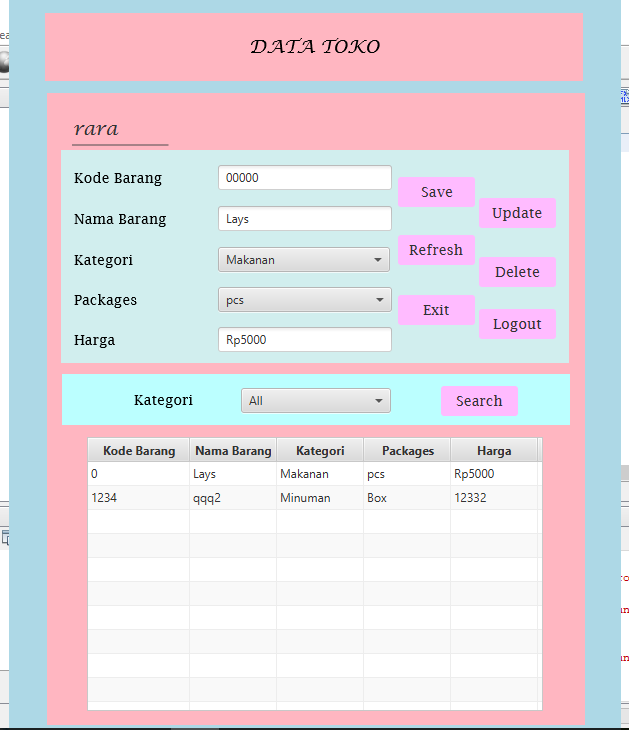 DATA TOKO
rara
Kode Barang 00000 Save
Nama Barang Lays Update
Kategori Makanan Refresh
Packages pcs Delete
Harga Rp5000 Exit Logout
Kategori All Search
Kode Barang Nama Barang Kategori Packages Harga
0 Lays Makanan pcs Rp5000
1234 qqq2 Minuman Box 12332